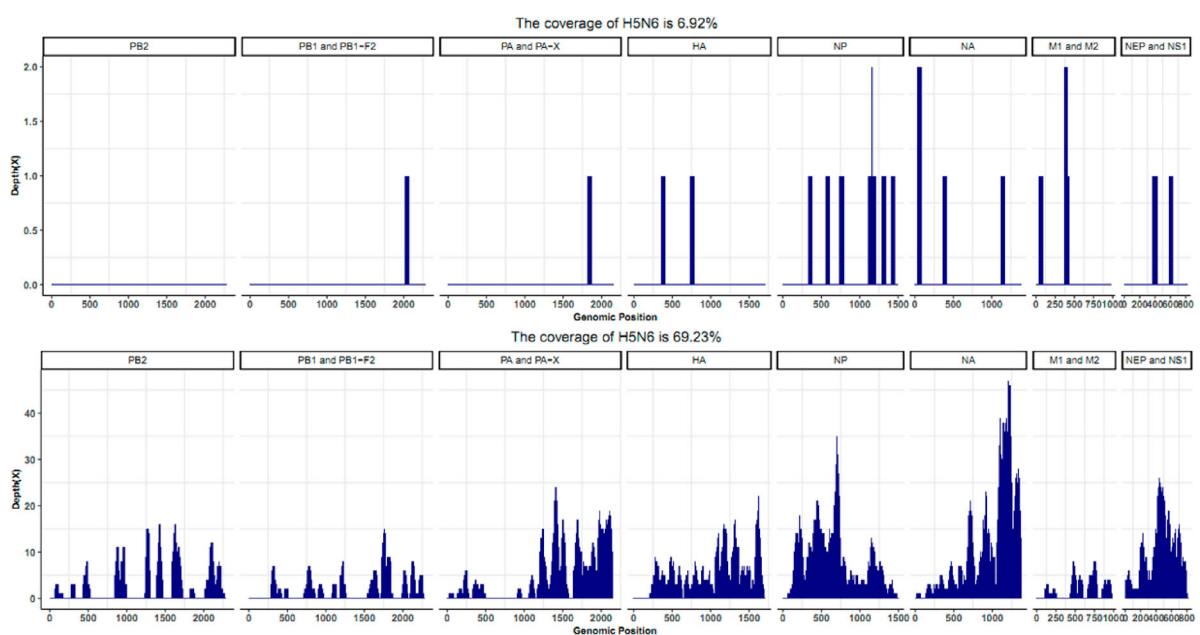 The coverage of H5N6 is 6.92%
PB2 PB1 and PB1-F2 PA and PA-X HA NP NA M1 and M2 NEP and NS1
Depth(X)
2.0
1.5
1.0
0.5
0.0
0 500 1000 1500 2000 0 500 1000 1500 2000 0 500 1000 1500 2000 0 500 1000 1500 0 500 1000 1500 0 500 1000 0 250 500 750 1000 0 200 400 600 800
Genomic Position
The coverage of H5N6 is 69.23%
PB2 PB1 and PB1-F2 PA and PA-X HA NP NA M1 and M2 NEP and NS1
Depth(X)
40
30
20
10
0
0 500 1000 1500 2000 0 500 1000 1500 2000 0 500 1000 1500 2000 0 500 1000 1500 0 500 1000 1500 0 500 1000 0 250 500 750 1000 0 200 400 600 800
Genomic Position